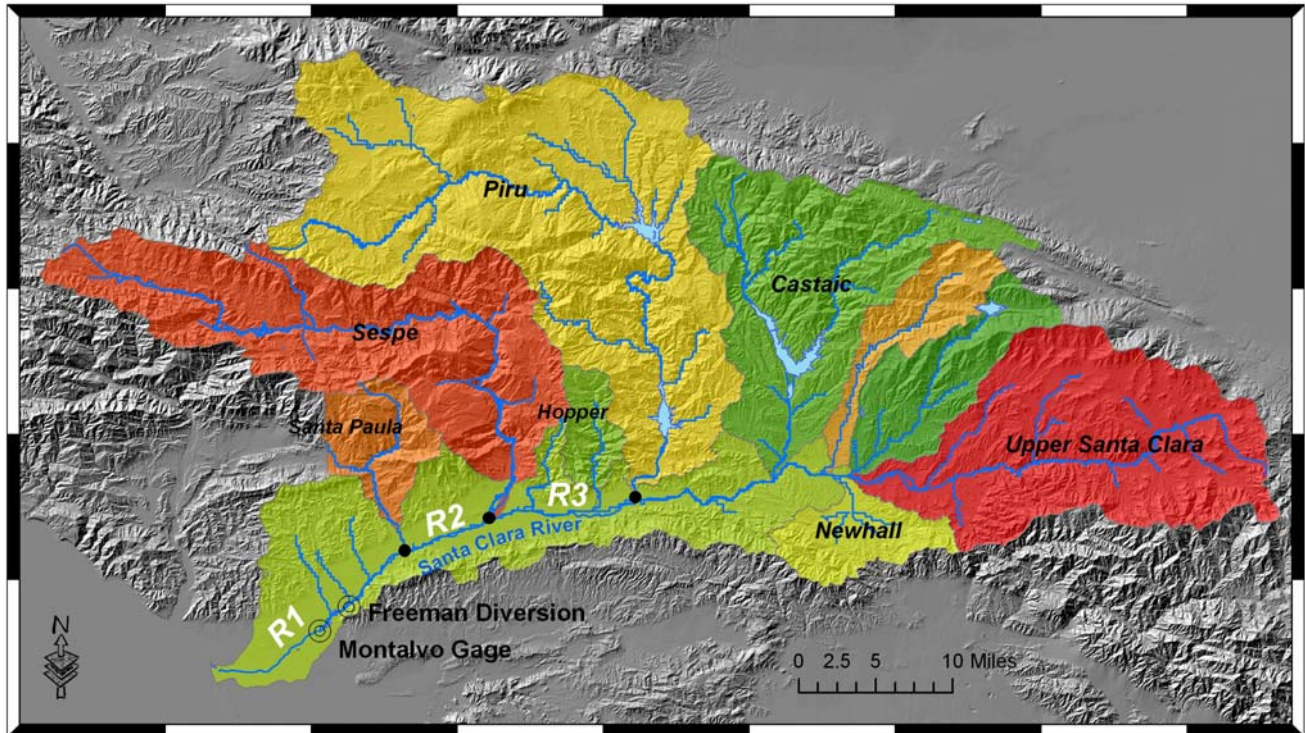 Piru
Castaic
Sespe
Hopper
Santa Paula
Upper Santa Clara
R3
R2
Newhall
Santa Clara River
Freeman Diversion
R1
Montalvo Gage
N
0 2.5 5 10 Miles